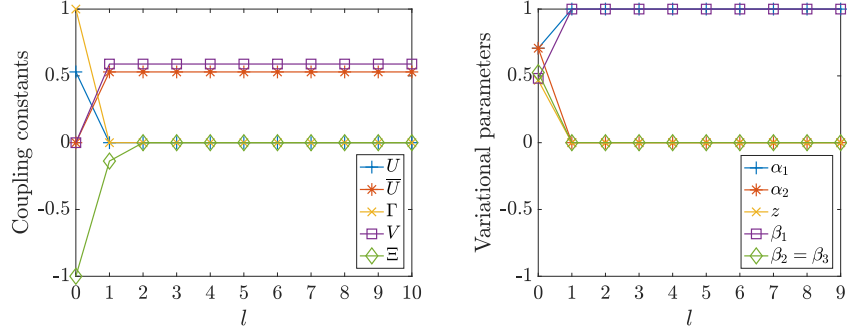 Coupling constants
1
0.5
0
-0.5
-1
0 1 2 3 4 5 6 7 8 9 10
l
U
U̅
Γ
V
Ξ
Variational parameters
1
0.5
0
-0.5
-1
0 1 2 3 4 5 6 7 8 9
l
α₁
α₂
z
β₁
β₂ = β₃